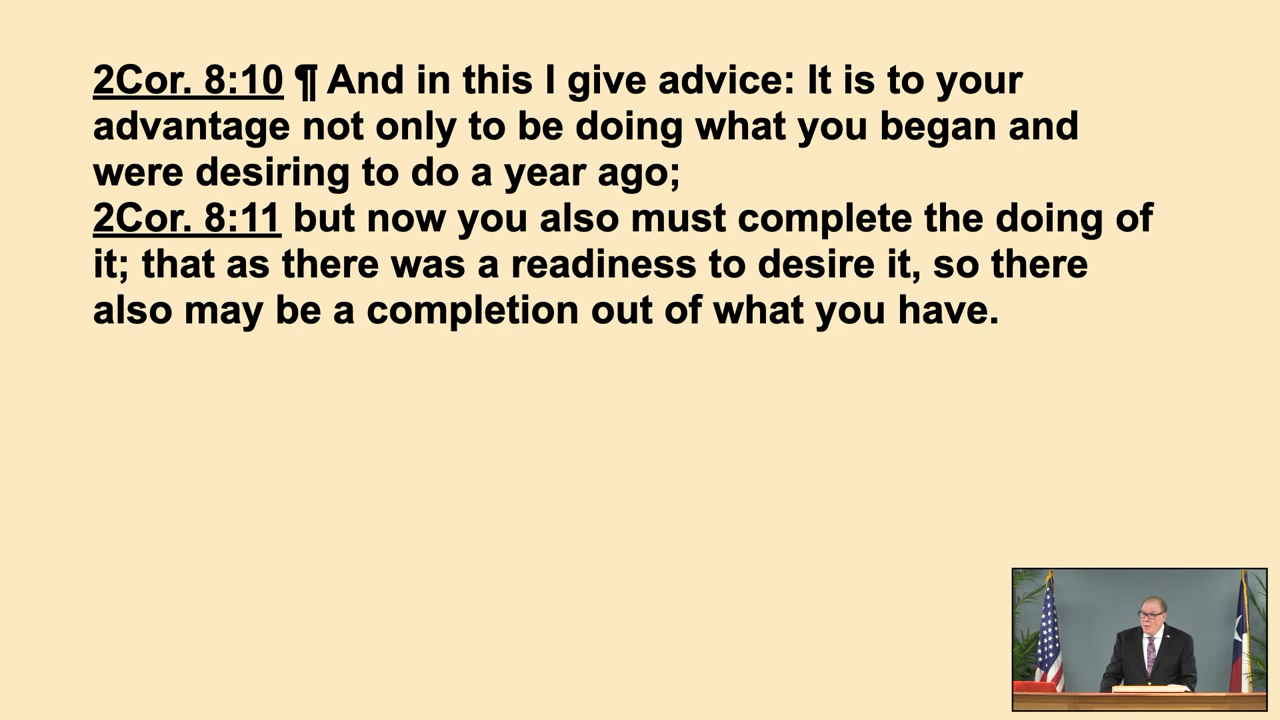 2Cor. 8:10 ¶ And in this I give advice: It is to your
advantage not only to be doing what you began and
were desiring to do a year ago;
2Cor. 8:11 but now you also must complete the doing of
it; that as there was a readiness to desire it, so there
also may be a completion out of what you have.